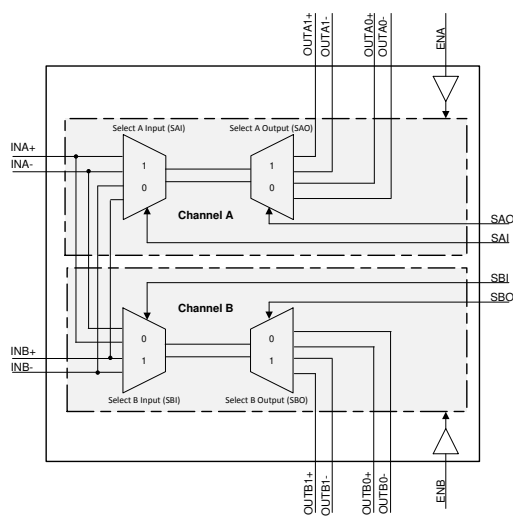 OUTA1+
OUTA1-
OUTA0+
OUTA0-
ENA
Select A Input (SAI)
Select A Output (SAO)
INA+
INA-
1
0
1
0
Channel A
SAO
SAI
SBI
SBO
Channel B
INB+
INB-
0
1
0
1
Select B Input (SBI)
Select B Output (SBO)
OUTB1+
OUTB1-
OUTB0+
OUTB0-
ENB